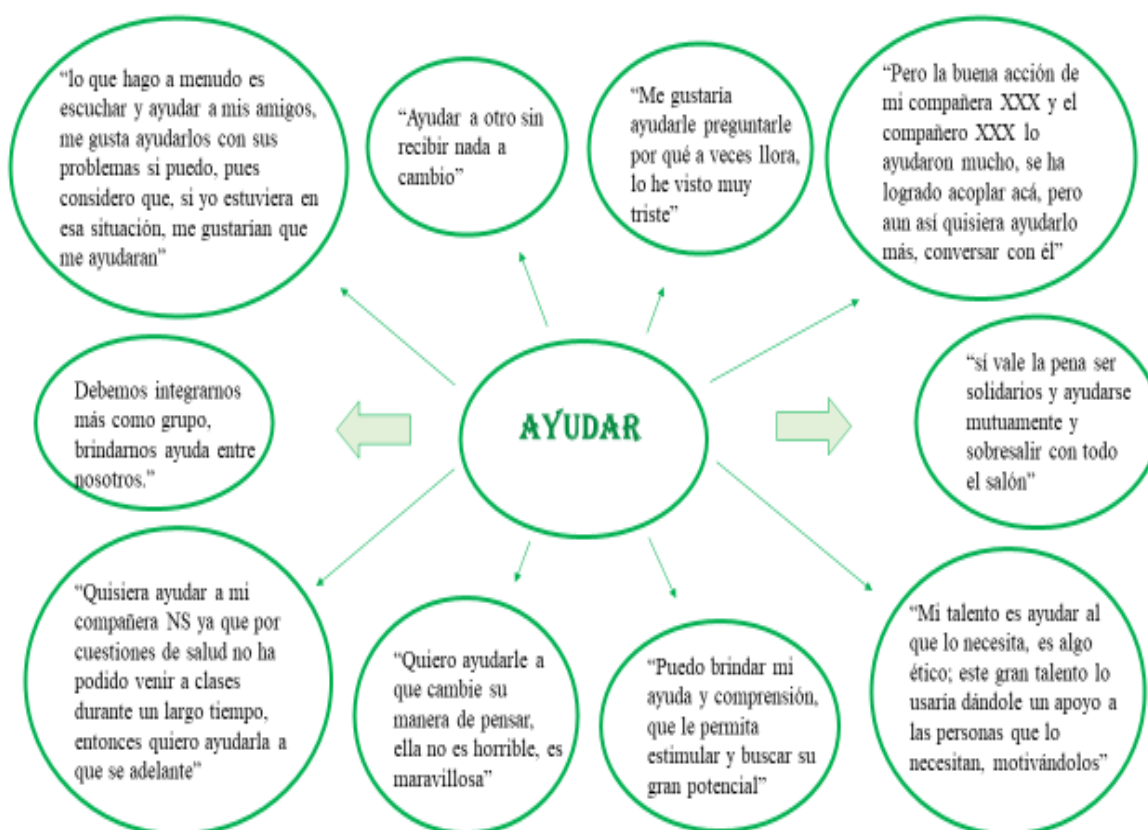 “lo que hago a menudo es
escuchar y ayudar a mis amigos,
me gusta ayudarlos con sus
problemas si puedo, pues
considero que, si yo estuviera en
esa situación, me gustarían que
me ayudaran”
“Ayudar a otro sin
recibir nada a
cambio”
“Me gustaría
ayudarle preguntarle
por qué a veces llora,
lo he visto muy
triste”
“Pero la buena acción de
mi compañera XXX y el
compañero XXX lo
ayudaron mucho, se ha
logrado acoplar acá, pero
aun así quisiera ayudarlo
más, conversar con él”
Debemos integrarnos
más como grupo,
brindarnos ayuda entre
nosotros.”
AYUDAR
“sí vale la pena ser
solidarios y ayudarse
mutuamente y
sobresalir con todo
el salón”
“Quisiera ayudar a mi
compañera NS ya que por
cuestiones de salud no ha
podido venir a clases
durante un largo tiempo,
entonces quiero ayudarla a
que se adelante”
“Quiero ayudarle a
que cambie su
manera de pensar,
ella no es horrible, es
maravillosa”
“Puedo brindar mi
ayuda y comprensión,
que le permita
estimular y buscar su
gran potencial”
“Mi talento es ayudar al
que lo necesita, es algo
ético; este gran talento lo
usaría dándole un apoyo a
las personas que lo
necesitan, motivándolos”